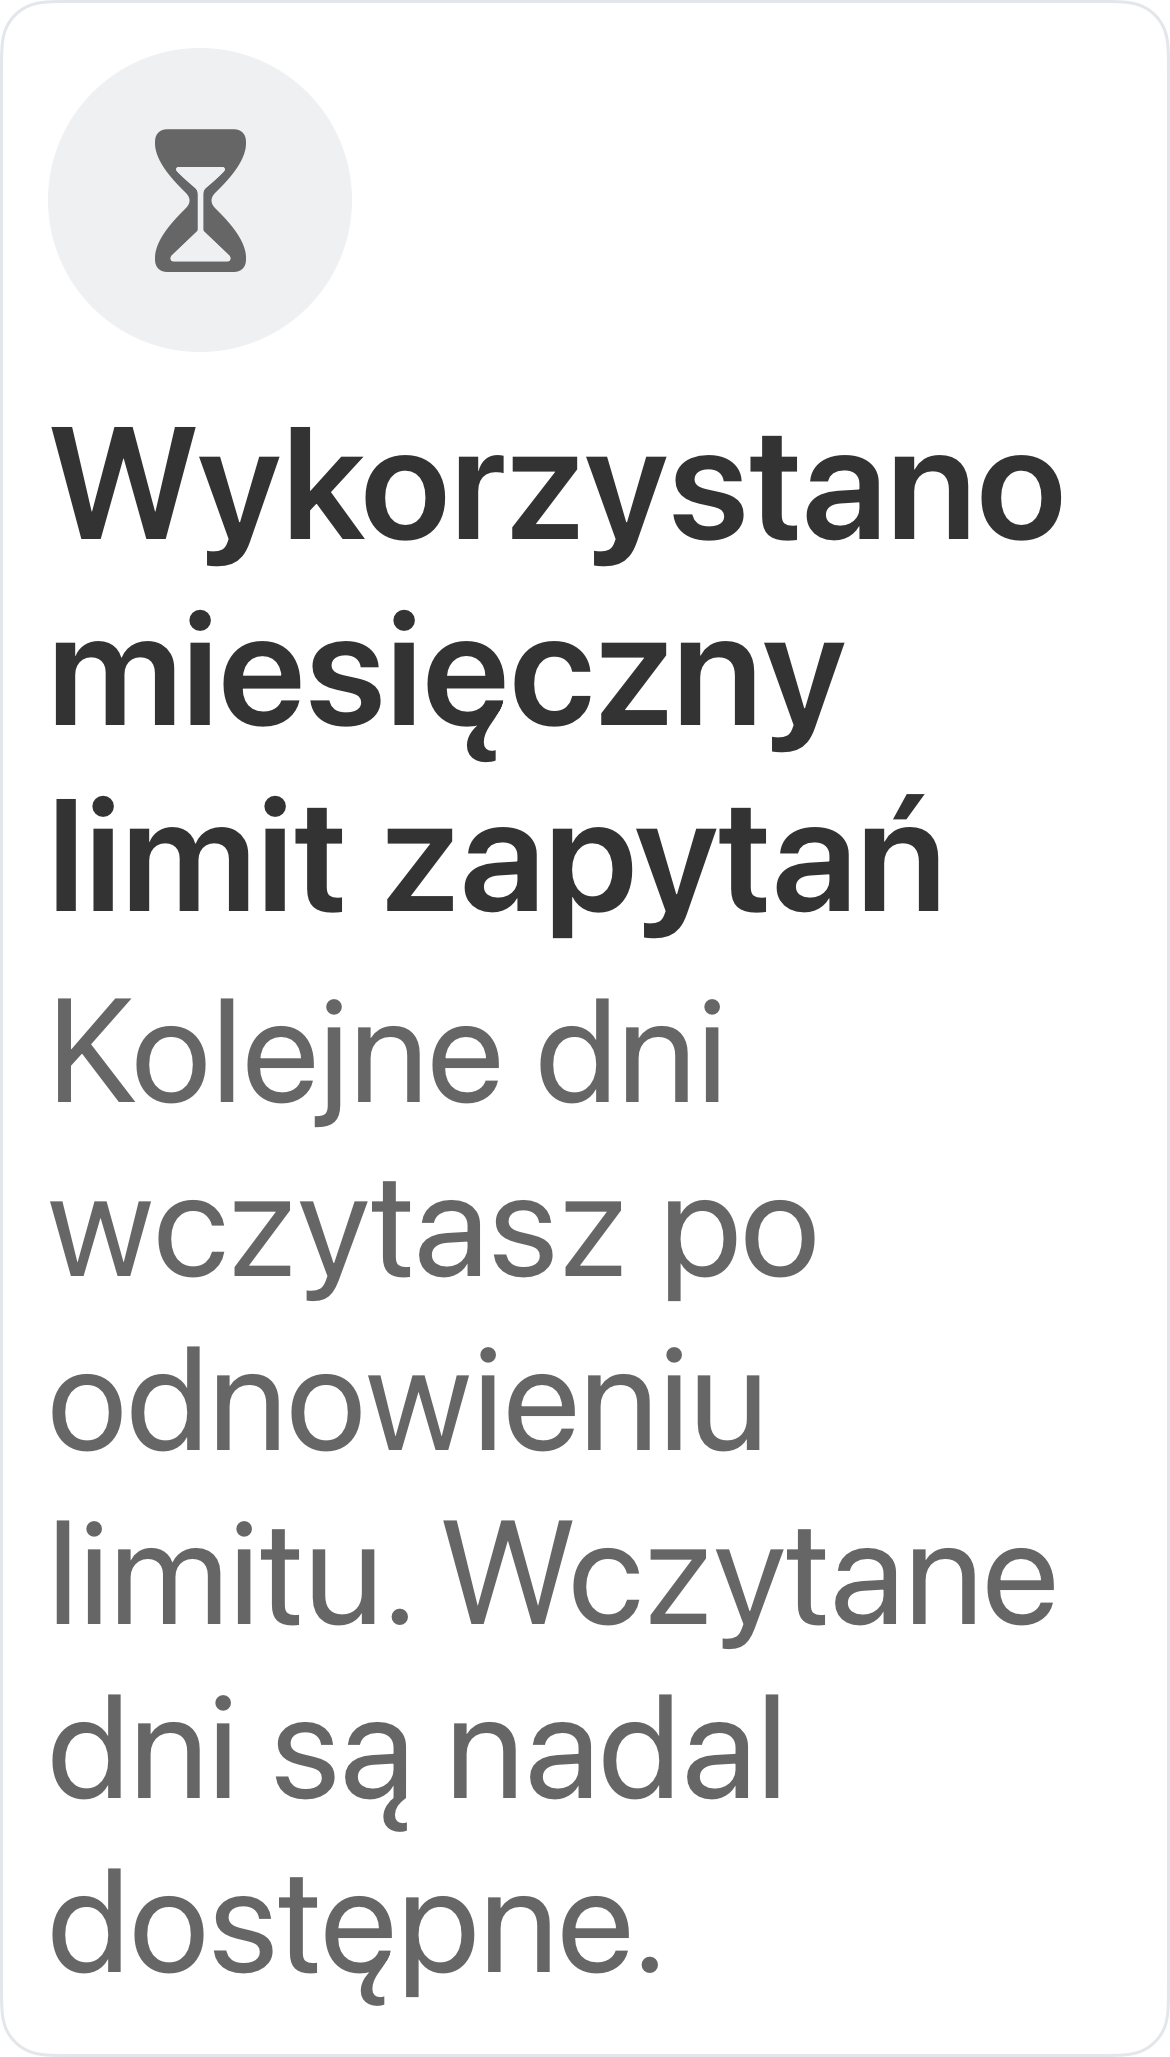 Wykorzystano
miesięczny
limit zapytań
Kolejne dni
wczytasz po
odnowieniu
limitu. Wczytane
dni są nadal
dostępne.